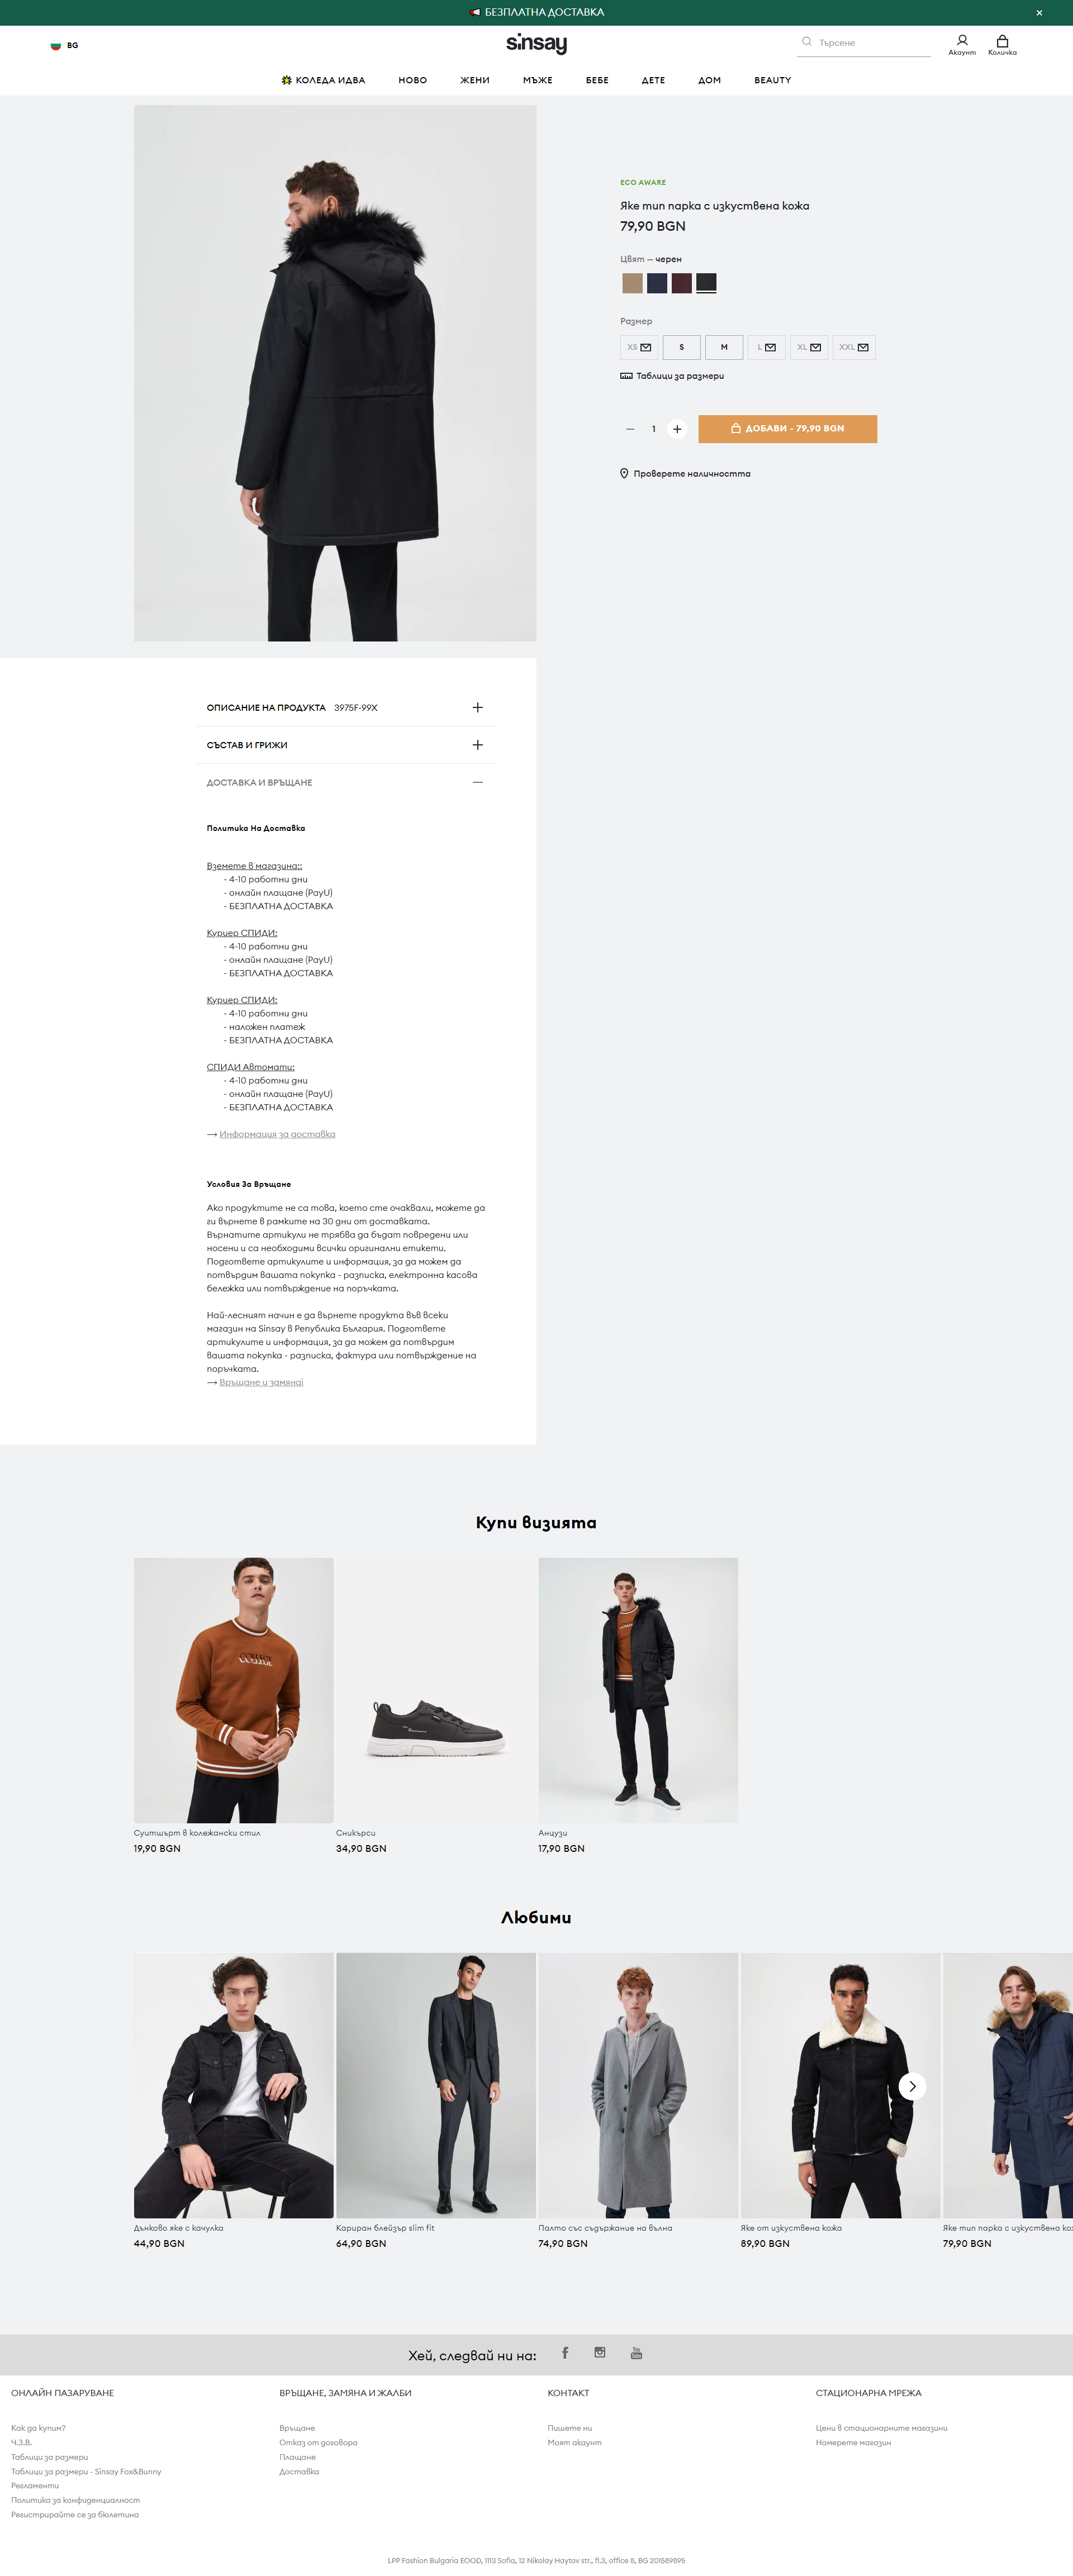 БЕЗПЛАТНА ДОСТАВКА
×
BG
sinsay
Търсене
Акаунт
Количка
КОЛЕДА ИДВА
НОВО
ЖЕНИ
МЪЖЕ
БЕБЕ
ДЕТЕ
ДОМ
BEAUTY
ECO AWARE
Яке тип парка с изкуствена кожа
79,90 BGN
Цвят — черен
Размер
XS
S
M
L
XL
XXL
Таблици за размери
1
ДОБАВИ - 79,90 BGN
Проверете наличността
ОПИСАНИЕ НА ПРОДУКТА 3975F-99X
СЪСТАВ И ГРИЖИ
ДОСТАВКА И ВРЪЩАНЕ
Политика На Доставка
Вземете в магазина::
- 4-10 работни дни
- онлайн плащане (PayU)
- БЕЗПЛАТНА ДОСТАВКА
Куриер СПИДИ:
- 4-10 работни дни
- онлайн плащане (PayU)
- БЕЗПЛАТНА ДОСТАВКА
Куриер СПИДИ:
- 4-10 работни дни
- наложен платеж
- БЕЗПЛАТНА ДОСТАВКА
СПИДИ Автомати:
- 4-10 работни дни
- онлайн плащане (PayU)
- БЕЗПЛАТНА ДОСТАВКА
⟶ Информация за доставка
Условия За Връщане
Ако продуктите не са това, което сте очаквали, можете да
ги върнете в рамките на 30 дни от доставката.
Върнатите артикули не трябва да бъдат повредени или
носени и са необходими всички оригинални етикети.
Подгответе артикулите и информация, за да можем да
потвърдим вашата покупка - разписка, електронна касова
бележка или потвърждение на поръчката.
Най-лесният начин е да върнете продукта във всеки
магазин на Sinsay в Република България. Подгответе
артикулите и информация, за да можем да потвърдим
вашата покупка - разписка, фактура или потвърждение на
поръчката.
⟶ Връщане и замянаi
Купи визията
Суитшърт в колежански стил
19,90 BGN
Сникърси
34,90 BGN
Анцузи
17,90 BGN
Любими
Дънково яке с качулка
44,90 BGN
Кариран блейзър slim fit
64,90 BGN
Палто със съдържание на вълна
74,90 BGN
Яке от изкуствена кожа
89,90 BGN
Яке тип парка с изкуствена кож
79,90 BGN
Хей, следвай ни на:
ОНЛАЙН ПАЗАРУВАНЕ
Как да купим?
Ч.З.В.
Таблици за размери
Таблици за размери - Sinsay Fox&Bunny
Регламенти
Политика за конфиденциалност
Регистрирайте се за бюлетина
ВРЪЩАНЕ, ЗАМЯНА И ЖАЛБИ
Връщане
Отказ от договора
Плащане
Доставка
КОНТАКТ
Пишете ни
Моят акаунт
СТАЦИОНАРНА МРЕЖА
Цени в стационарните магазини
Намерете магазин
LPP Fashion Bulgaria EOOD, 1113 Sofia, 12 Nikolay Haytov str., fl.3, office 8, BG 201589895